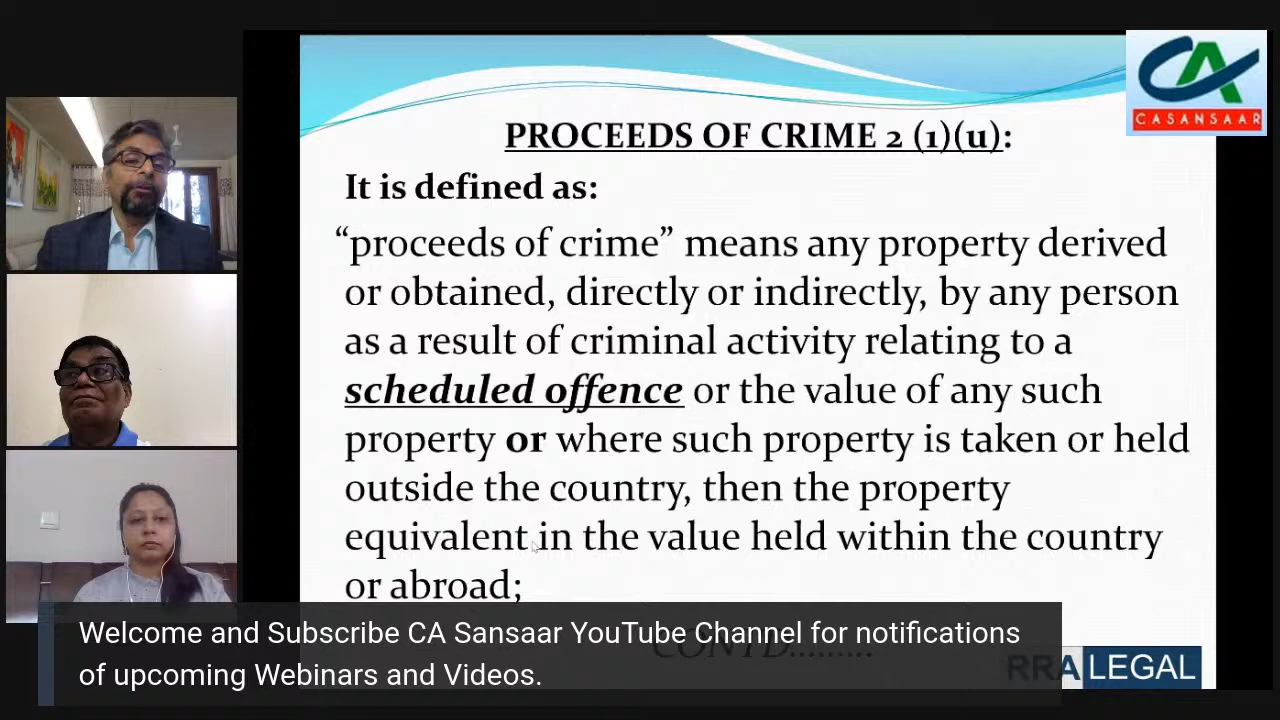 CA
CASANSAAR
PROCEEDS OF CRIME 2 (1)(u):
It is defined as:
“proceeds of crime” means any property derived
or obtained, directly or indirectly, by any person
as a result of criminal activity relating to a
scheduled offence or the value of any such
property or where such property is taken or held
outside the country, then the property
equivalent in the value held within the country
or abroad;
CONTD.........
Welcome and Subscribe CA Sansaar YouTube Channel for notifications
of upcoming Webinars and Videos.
RRA LEGAL